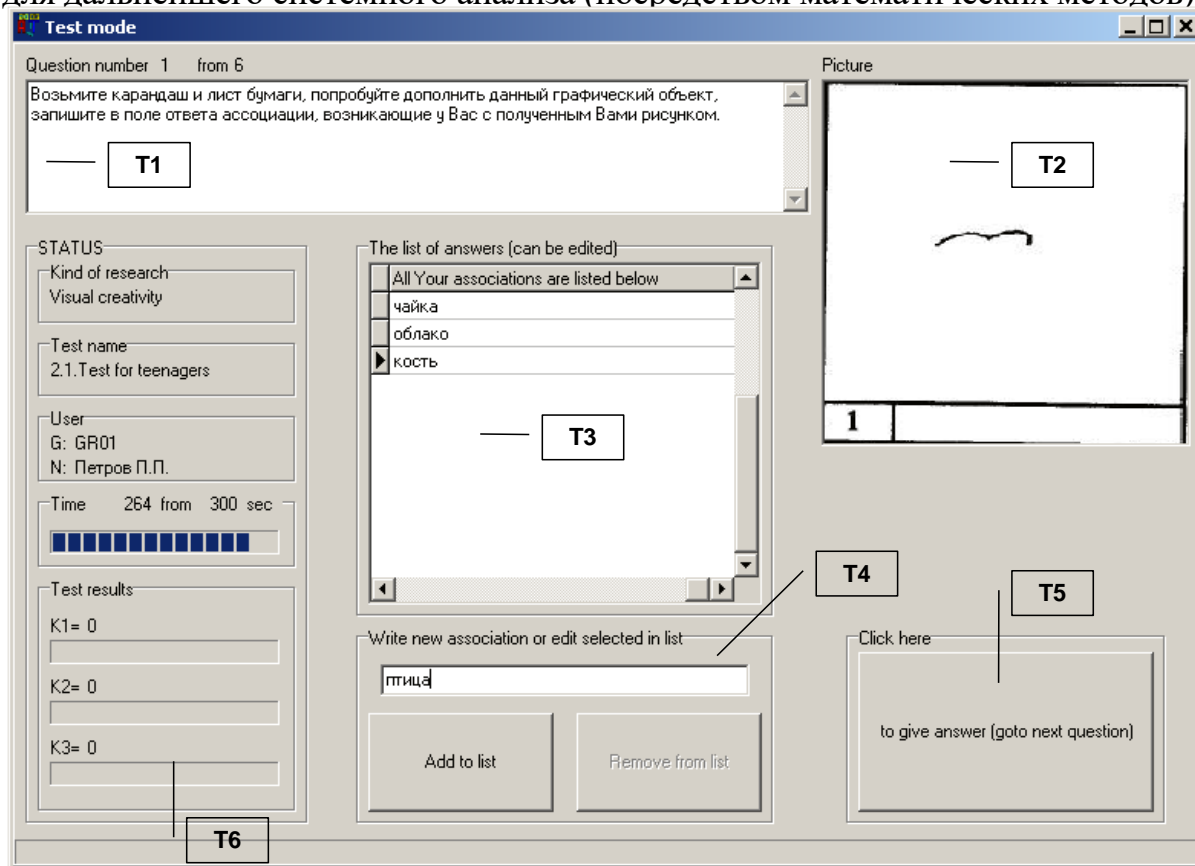 для дальнейшего системного анализа (посредством математических методов)
Test mode
Question number 1 from 6
Picture
Возьмите карандаш и лист бумаги, попробуйте дополнить данный графический объект,
запишите в поле ответа ассоциации, возникающие у Вас с полученным Вами рисунком.
T1
T2
STATUS
Kind of research
Visual creativity
Test name
2.1.Test for teenagers
User
G: GR01
N: Петров П.П.
Time 264 from 300 sec
Test results
K1= 0
K2= 0
K3= 0
T6
The list of answers (can be edited)
All Your associations are listed below
чайка
облако
кость
T3
Write new association or edit selected in list
птица
Add to list
Remove from list
T4
1
T5
Click here
to give answer (goto next question)